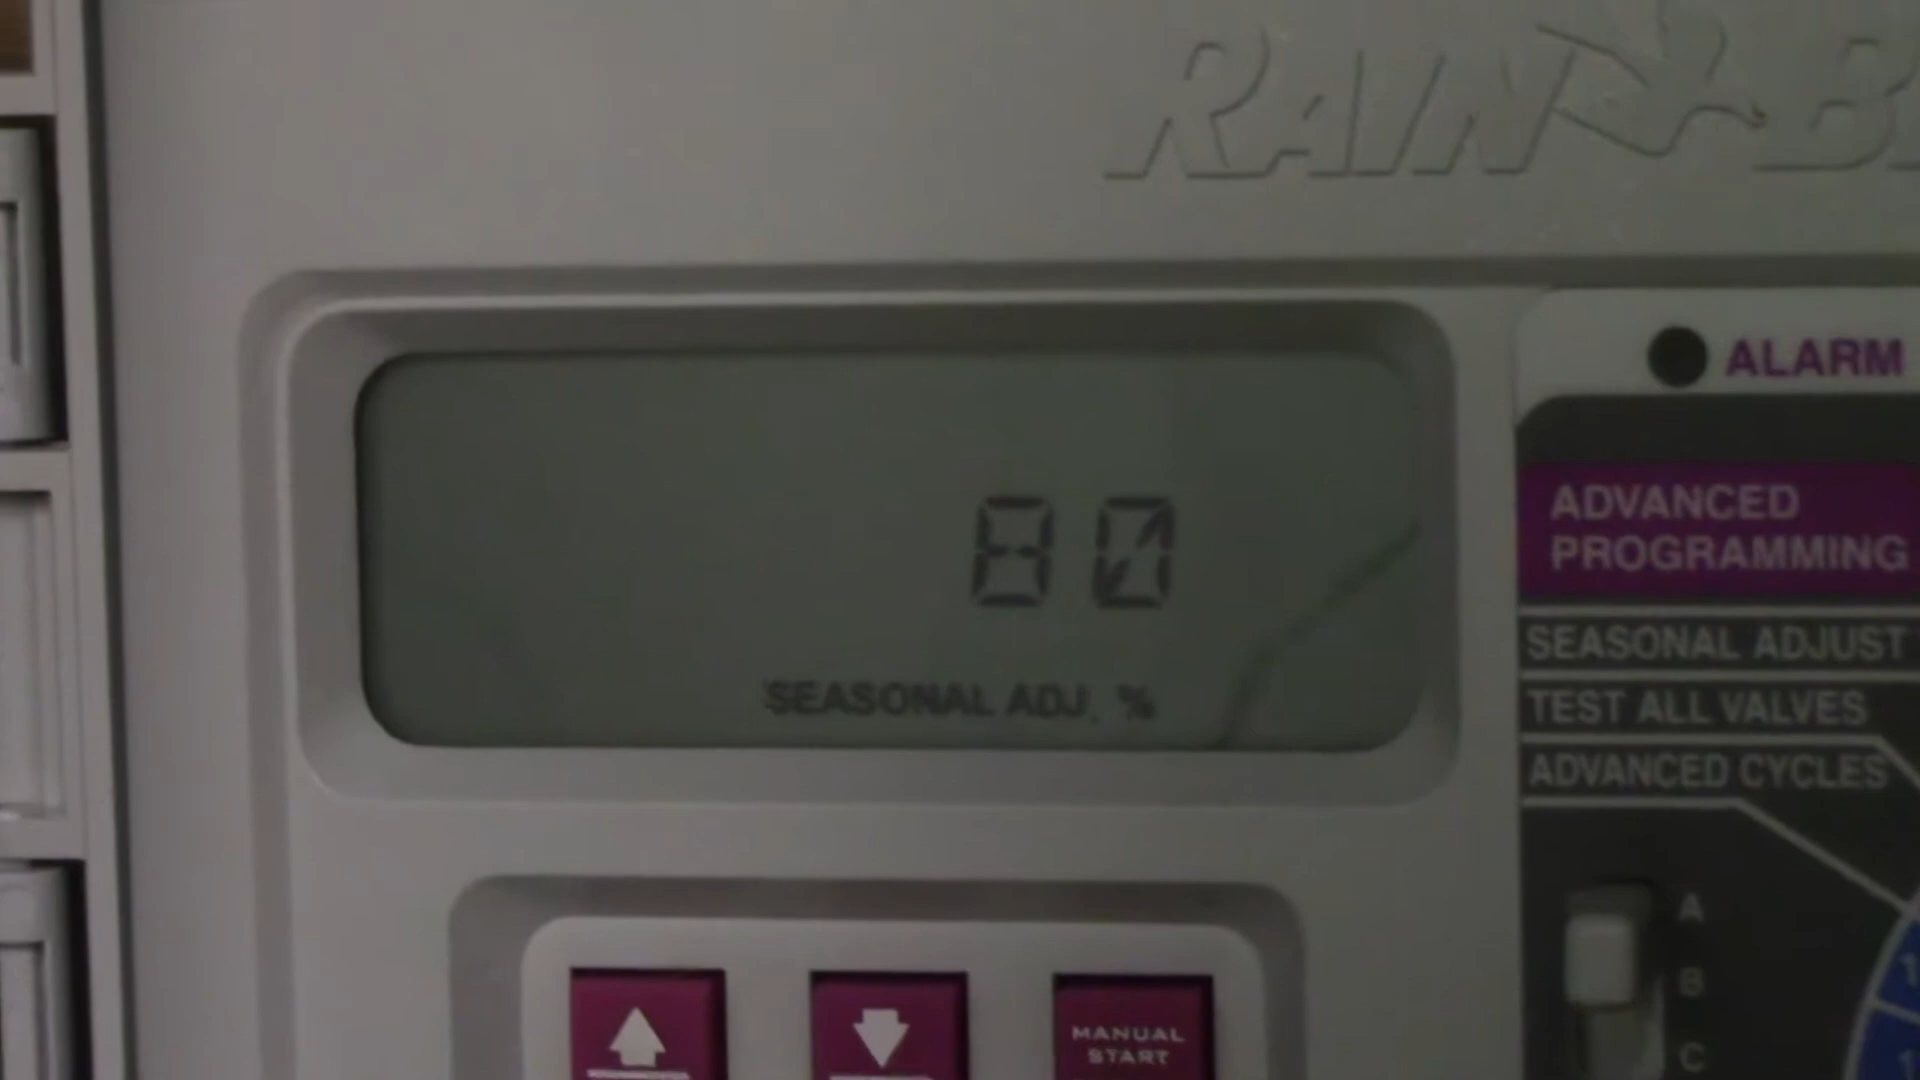 RAIN B
ALARM
80
SEASONAL ADJ. %
ADVANCED
PROGRAMMING
SEASONAL ADJUST
TEST ALL VALVES
ADVANCED CYCLES
A
B
C
MANUAL
START